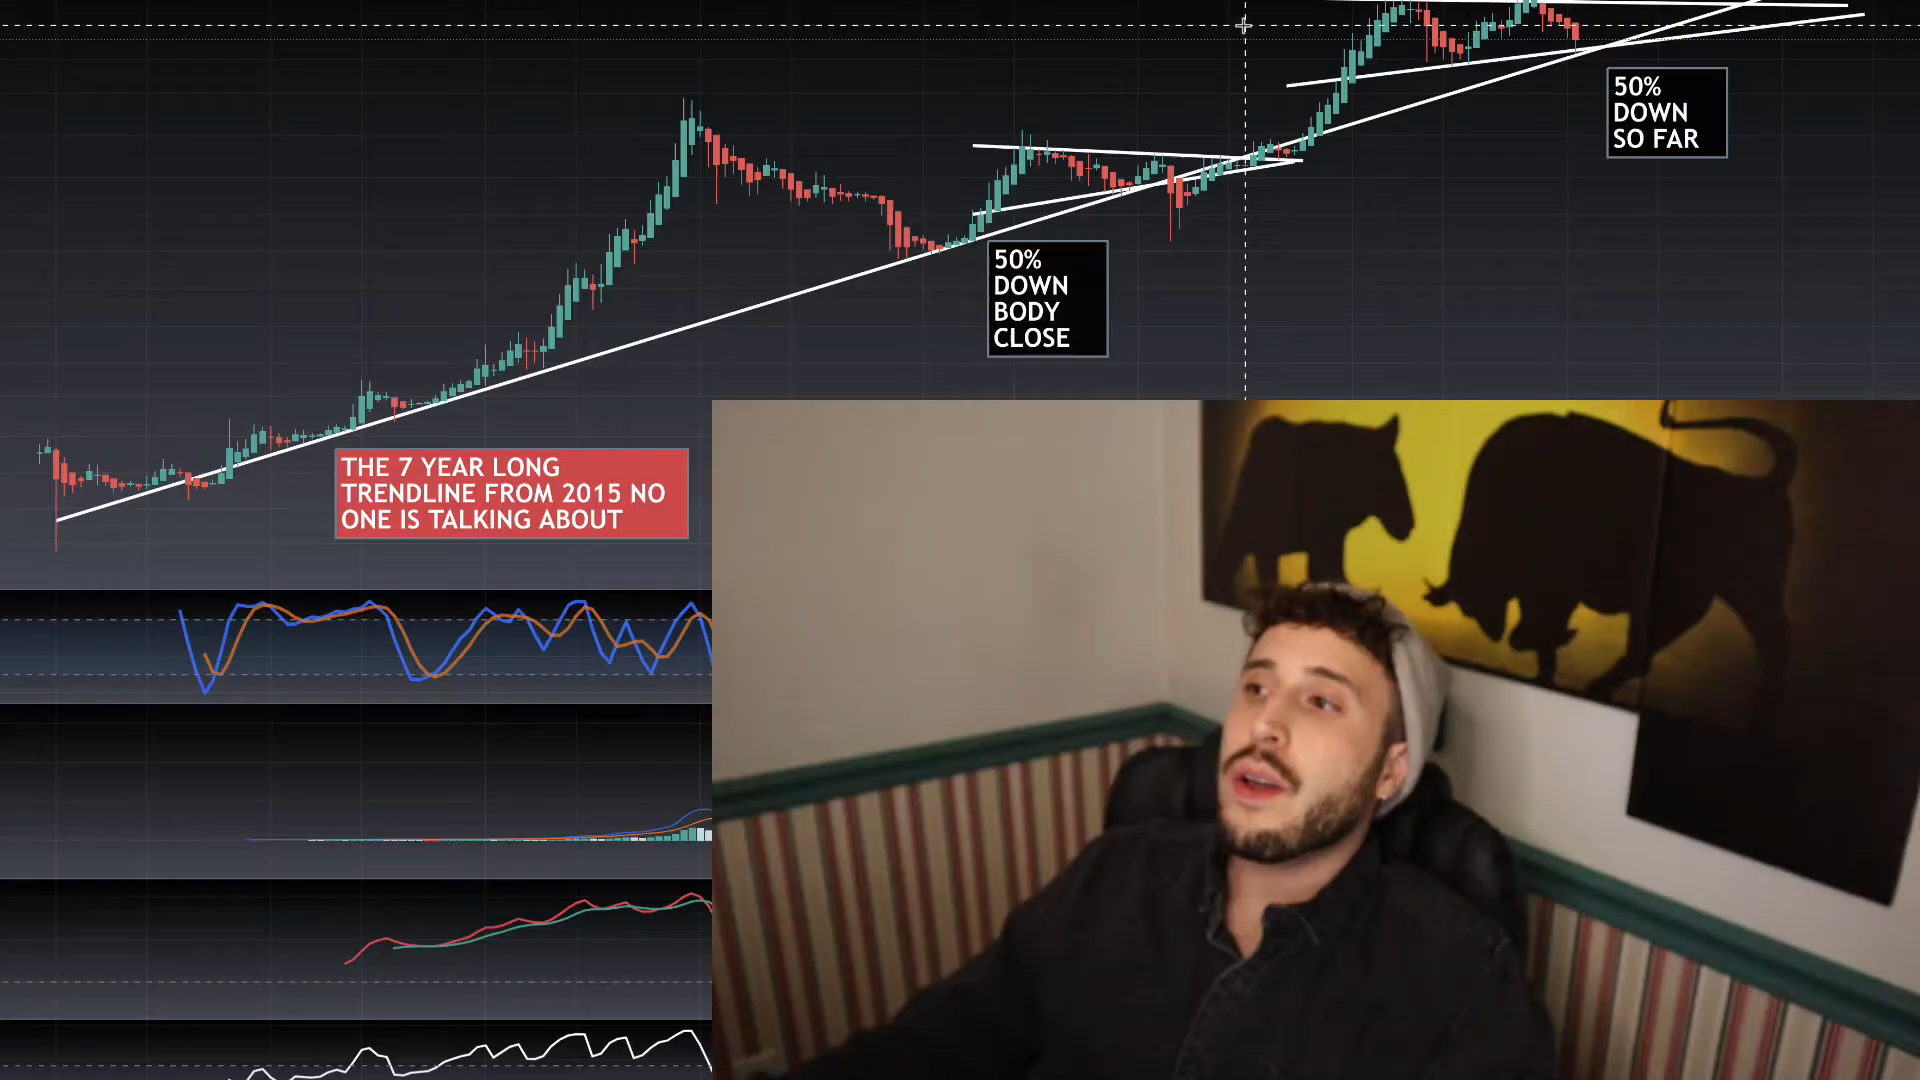 50%
DOWN
SO FAR
50%
DOWN
BODY
CLOSE
THE 7 YEAR LONG
TRENDLINE FROM 2015 NO
ONE IS TALKING ABOUT